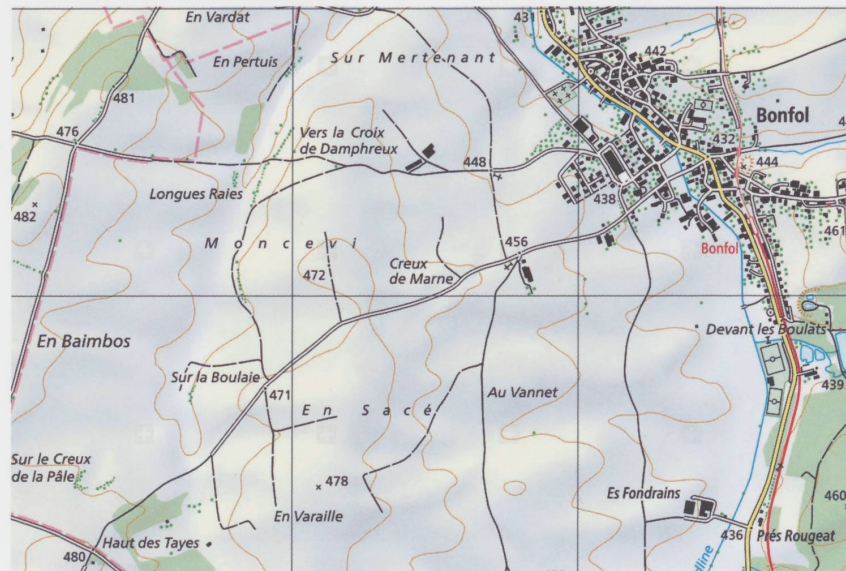 En Vardat
431
442
En Pertuis
Sur Mertenant
481
Bonfol
476
Vers la Croix
de Damphreux
432
448
444
Longues Raies
438
482
461
Moncevi
456
Bonfol
472
Creux
de Marne
Devant les Boulats
En Baimbos
Sur la Boulaie
471
Au Vannet
439
En Sacé
Sur le Creux
de la Pâle
478
Es Fondrains
460
En Varaille
436
Prés Rougeat
Haut des Tayes
480